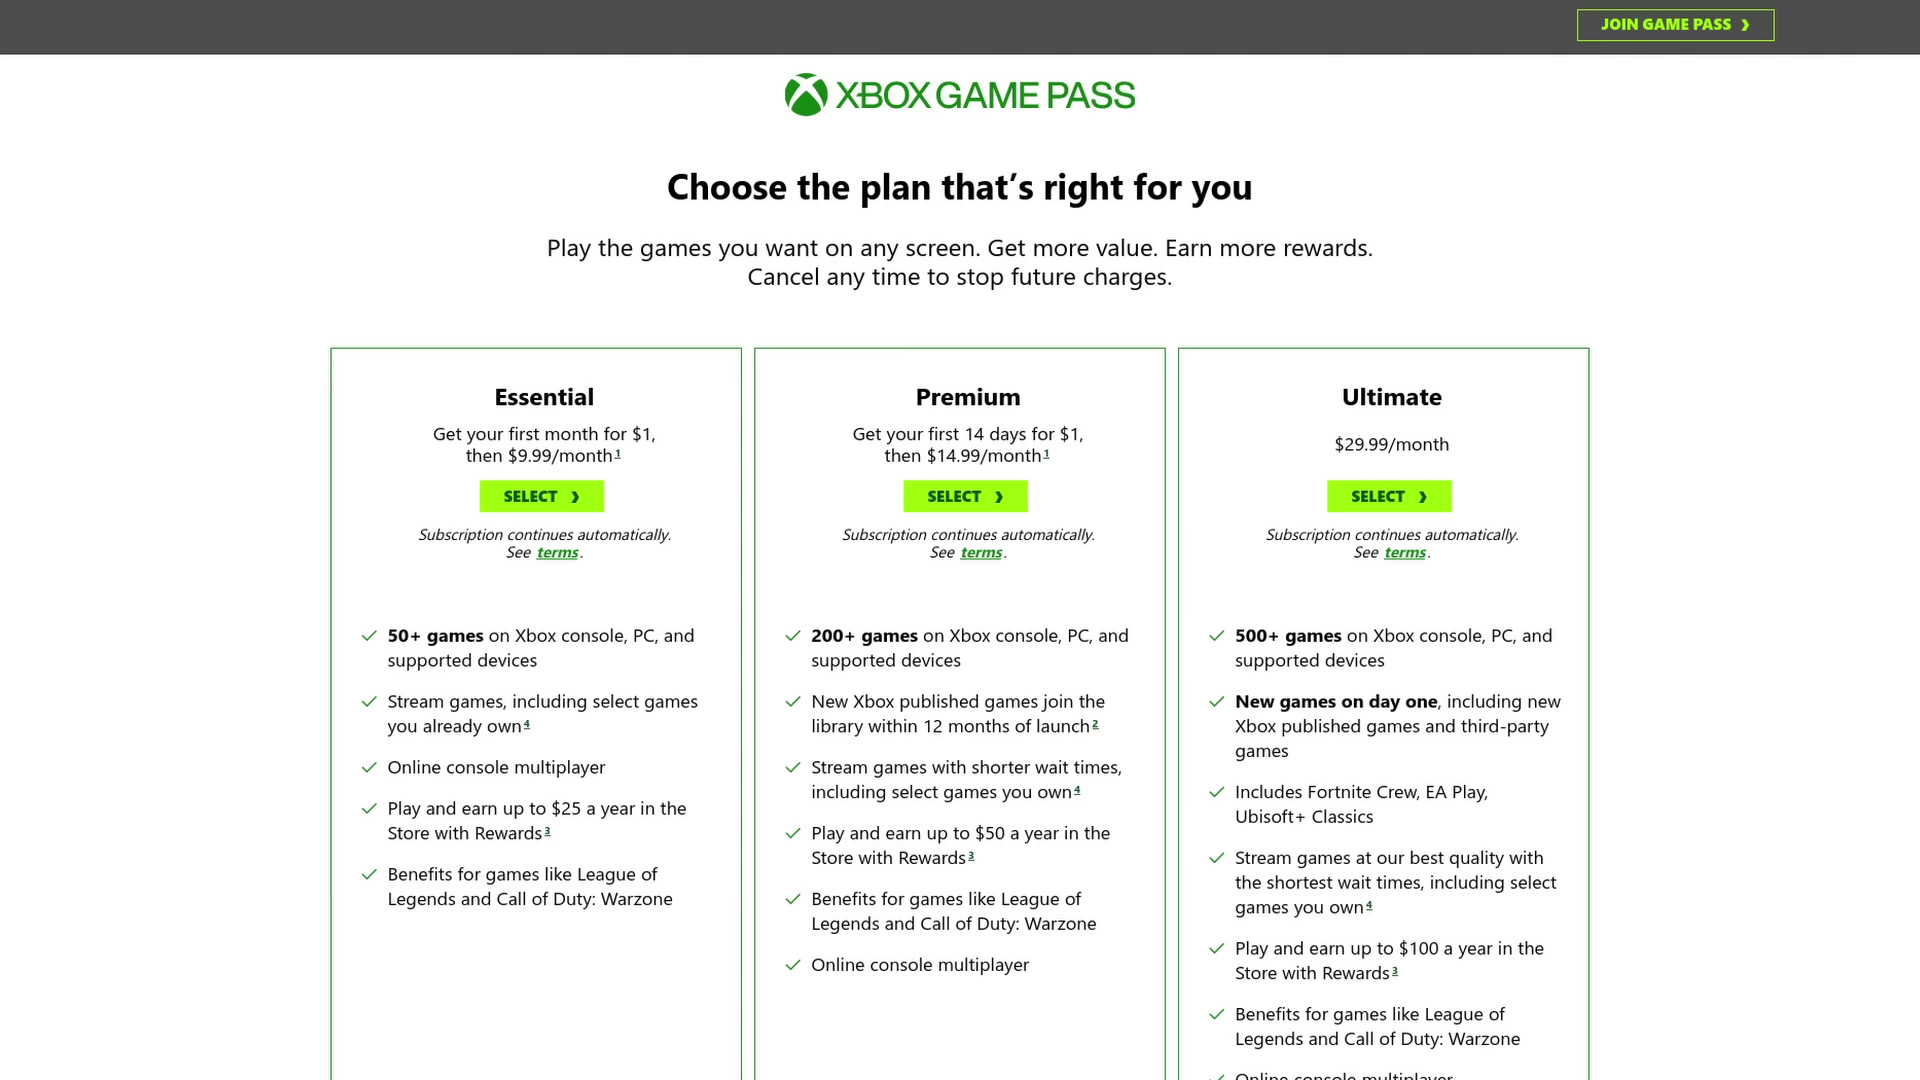 JOIN GAME PASS
XBOX GAME PASS
Choose the plan that’s right for you
Play the games you want on any screen. Get more value. Earn more rewards.
Cancel any time to stop future charges.
Essential
Get your first month for $1,
then $9.99/month1
SELECT
Subscription continues automatically.
See terms.
50+ games on Xbox console, PC, and
supported devices
Stream games, including select games
you already own4
Online console multiplayer
Play and earn up to $25 a year in the
Store with Rewards3
Benefits for games like League of
Legends and Call of Duty: Warzone
Premium
Get your first 14 days for $1,
then $14.99/month1
SELECT
Subscription continues automatically.
See terms.
200+ games on Xbox console, PC, and
supported devices
New Xbox published games join the
library within 12 months of launch2
Stream games with shorter wait times,
including select games you own4
Play and earn up to $50 a year in the
Store with Rewards3
Benefits for games like League of
Legends and Call of Duty: Warzone
Online console multiplayer
Ultimate
$29.99/month
SELECT
Subscription continues automatically.
See terms.
500+ games on Xbox console, PC, and
supported devices
New games on day one, including new
Xbox published games and third-party
games
Includes Fortnite Crew, EA Play,
Ubisoft+ Classics
Stream games at our best quality with
the shortest wait times, including select
games you own4
Play and earn up to $100 a year in the
Store with Rewards3
Benefits for games like League of
Legends and Call of Duty: Warzone
Online console multiplayer